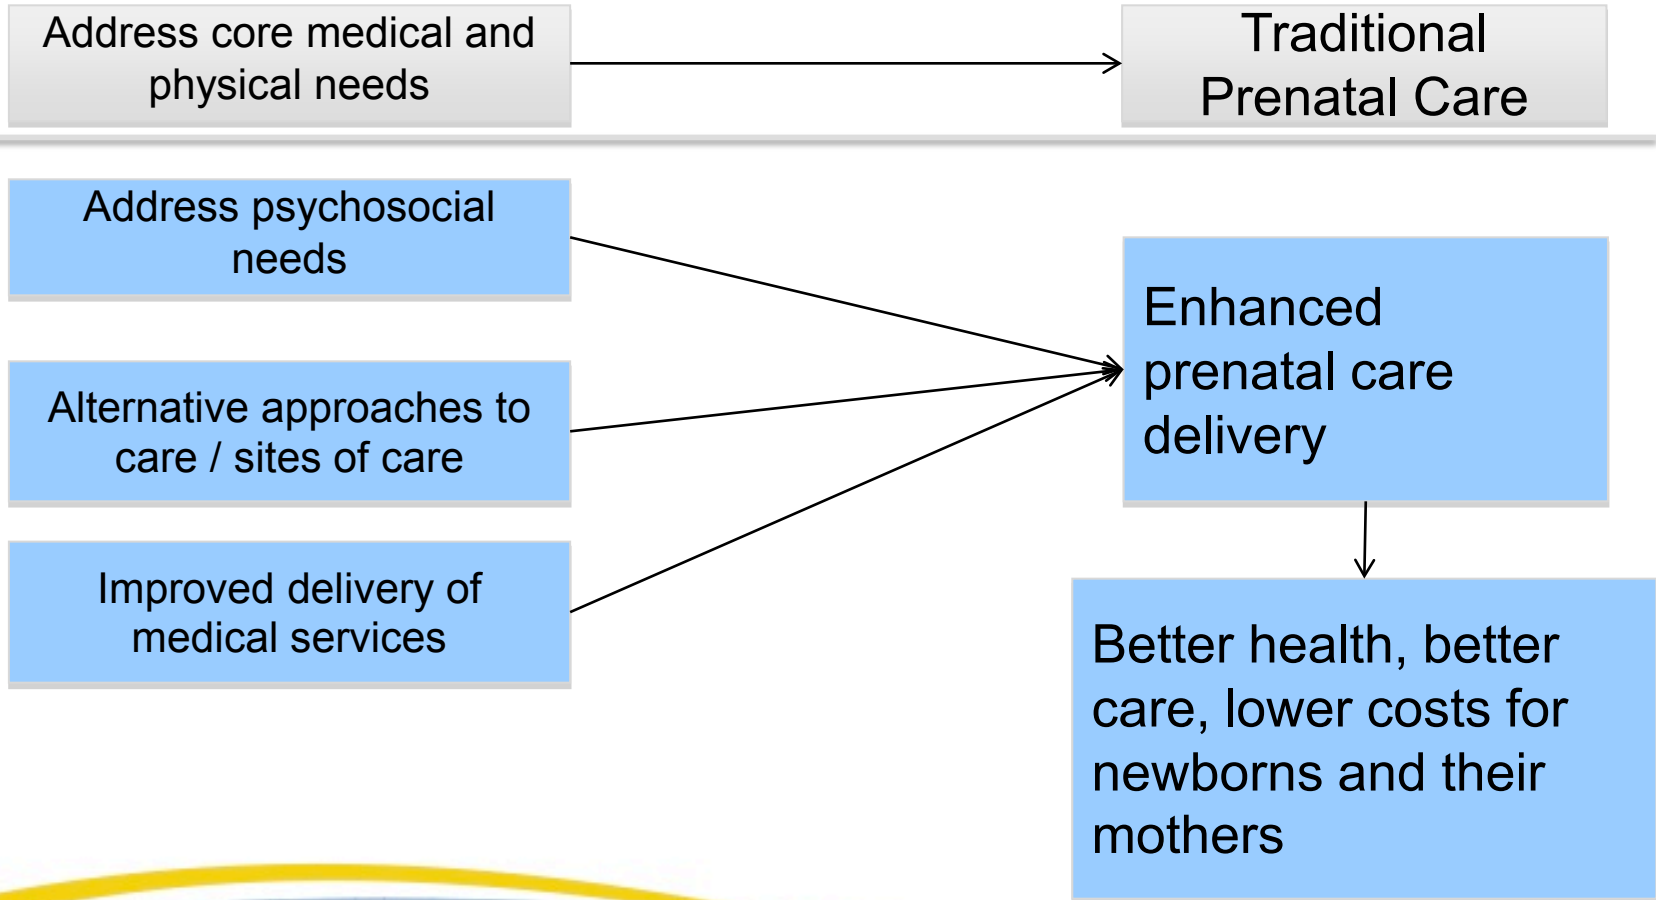 Address core medical and
physical needs
Traditional
Prenatal Care
Address psychosocial
needs
Alternative approaches to
care / sites of care
Improved delivery of
medical services
Enhanced
prenatal care
delivery
Better health, better
care, lower costs for
newborns and their
mothers